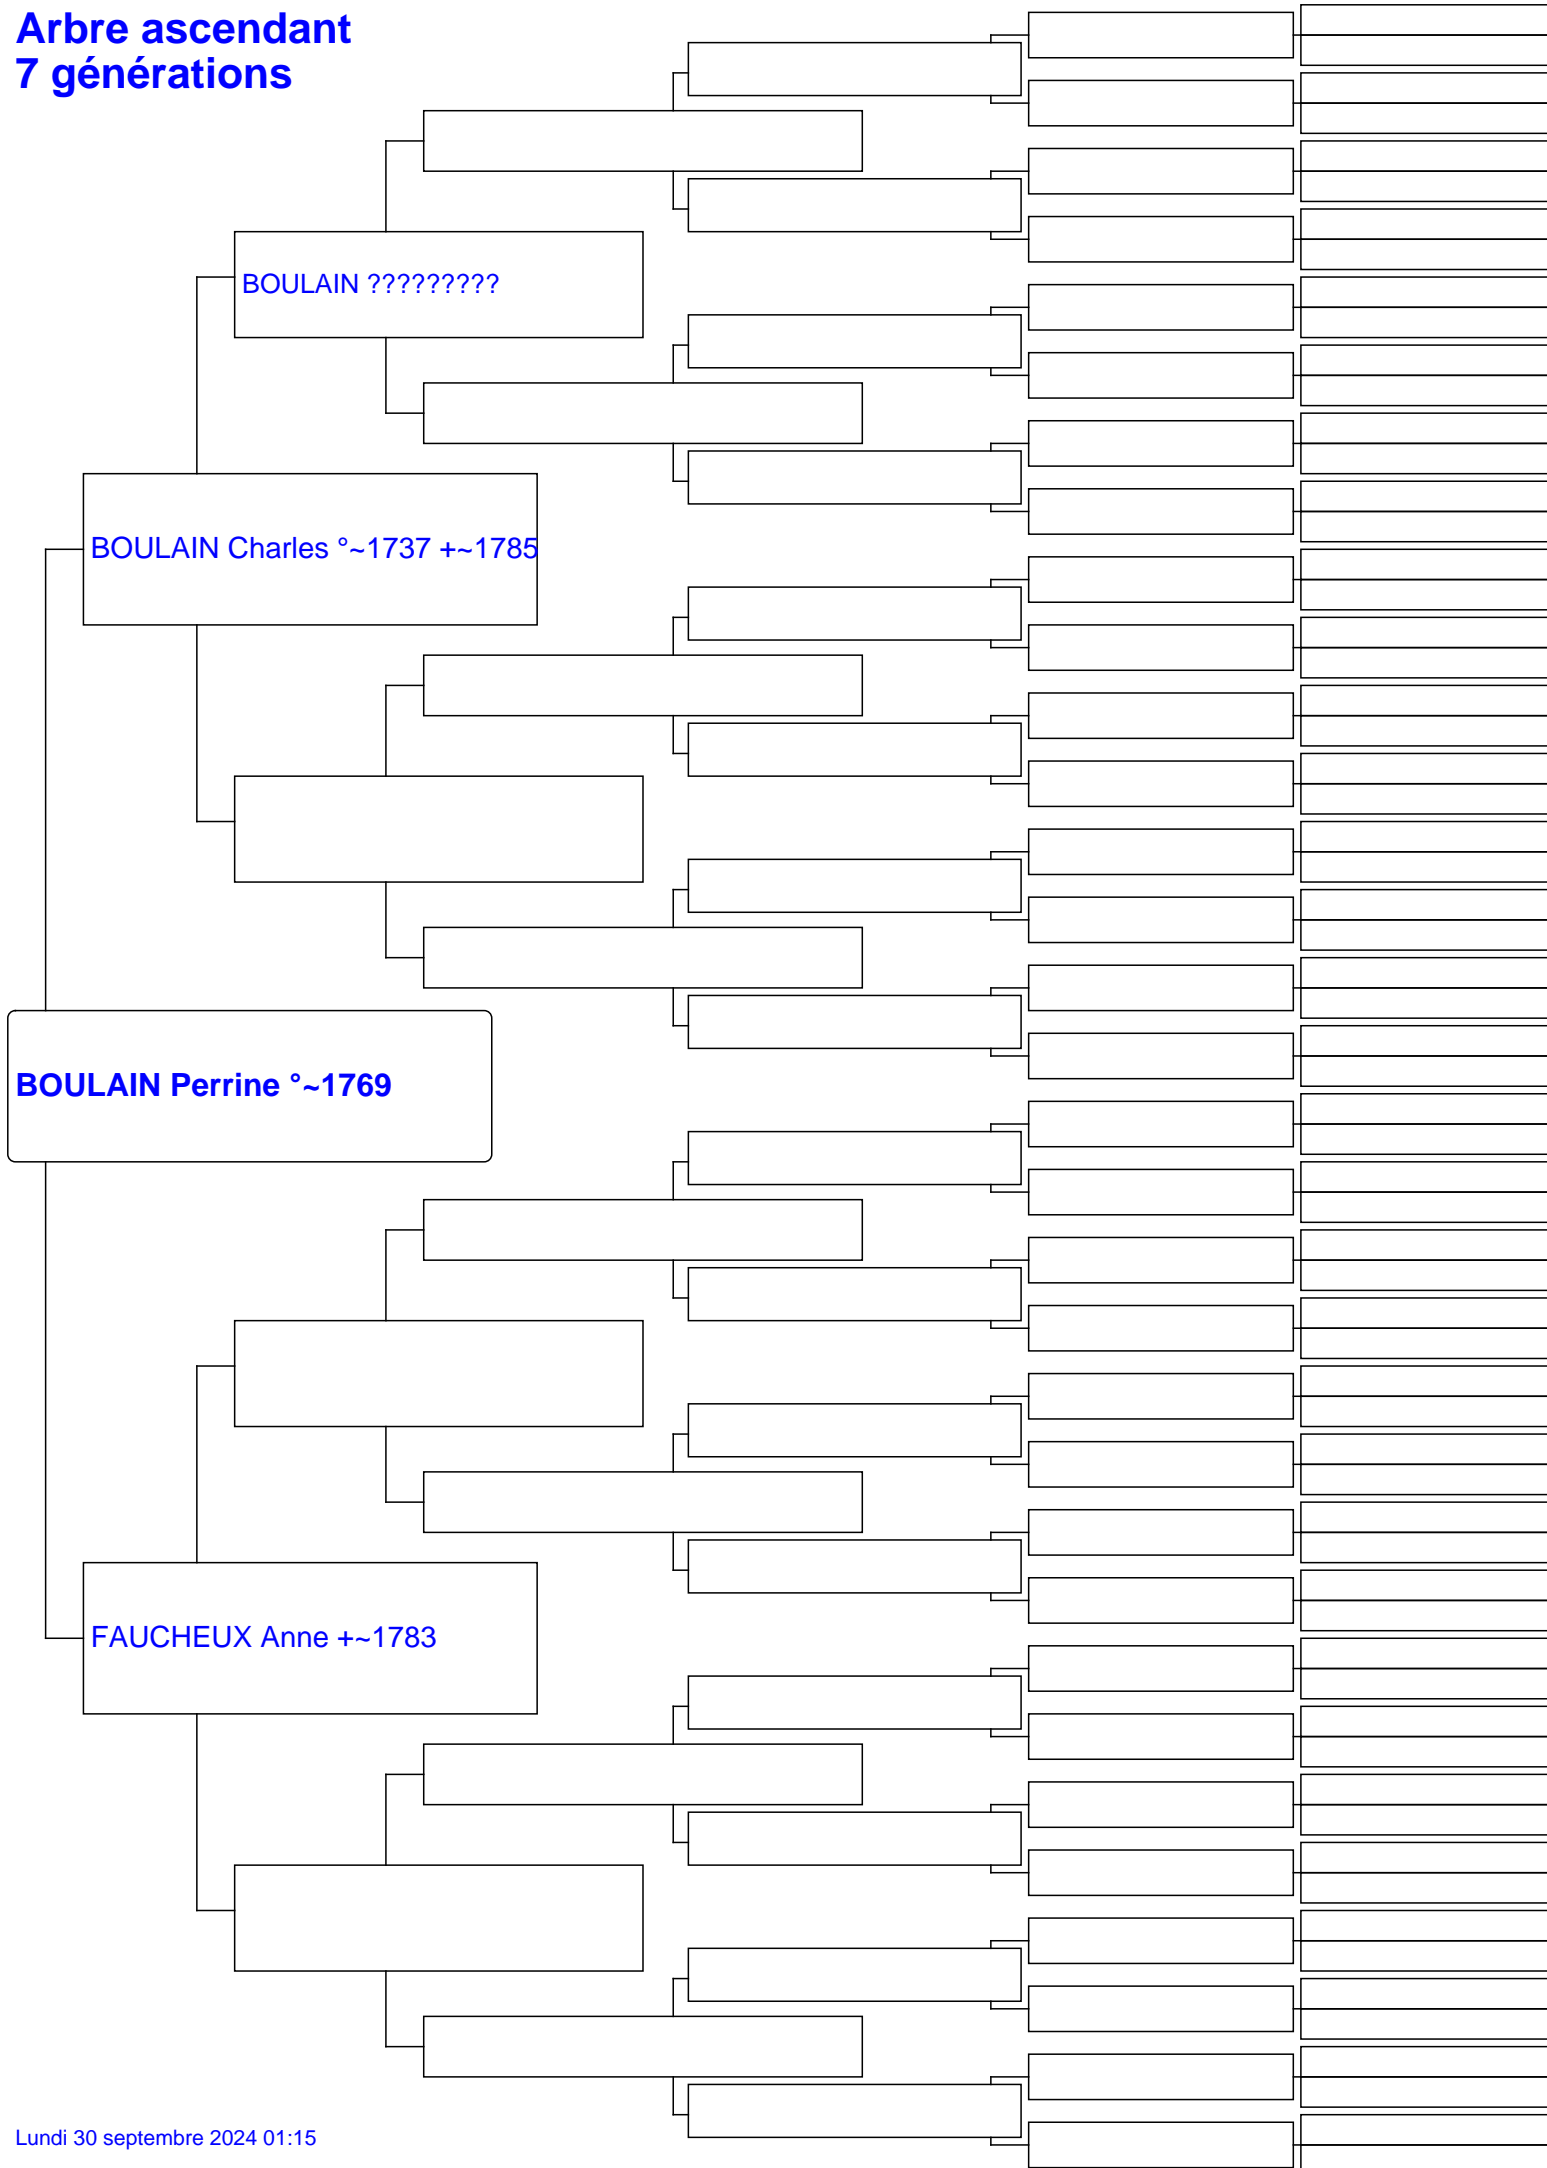 Arbre ascendant
7 générations
BOULAIN ?????????
BOULAIN Charles °~1737 +~1785
BOULAIN Perrine °~1769
FAUCHEUX Anne +~1783
Lundi 30 septembre 2024 01:15